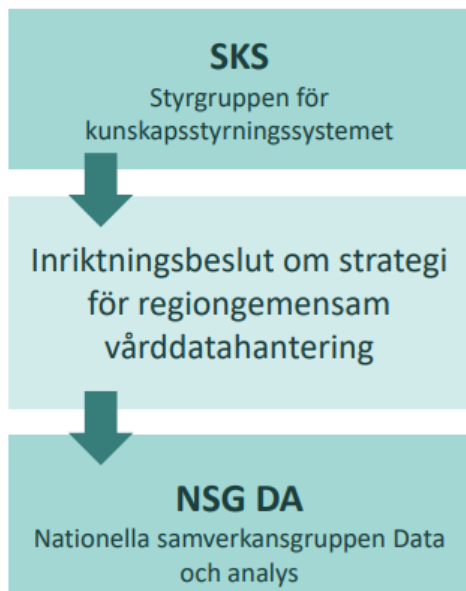 SKS
Styrgruppen för
kunskapsstyrningssystemet
Inriktningsbeslut om strategi
för regiongemensam
vårddatahantering
NSG DA
Nationella samverkansgruppen Data
och analys